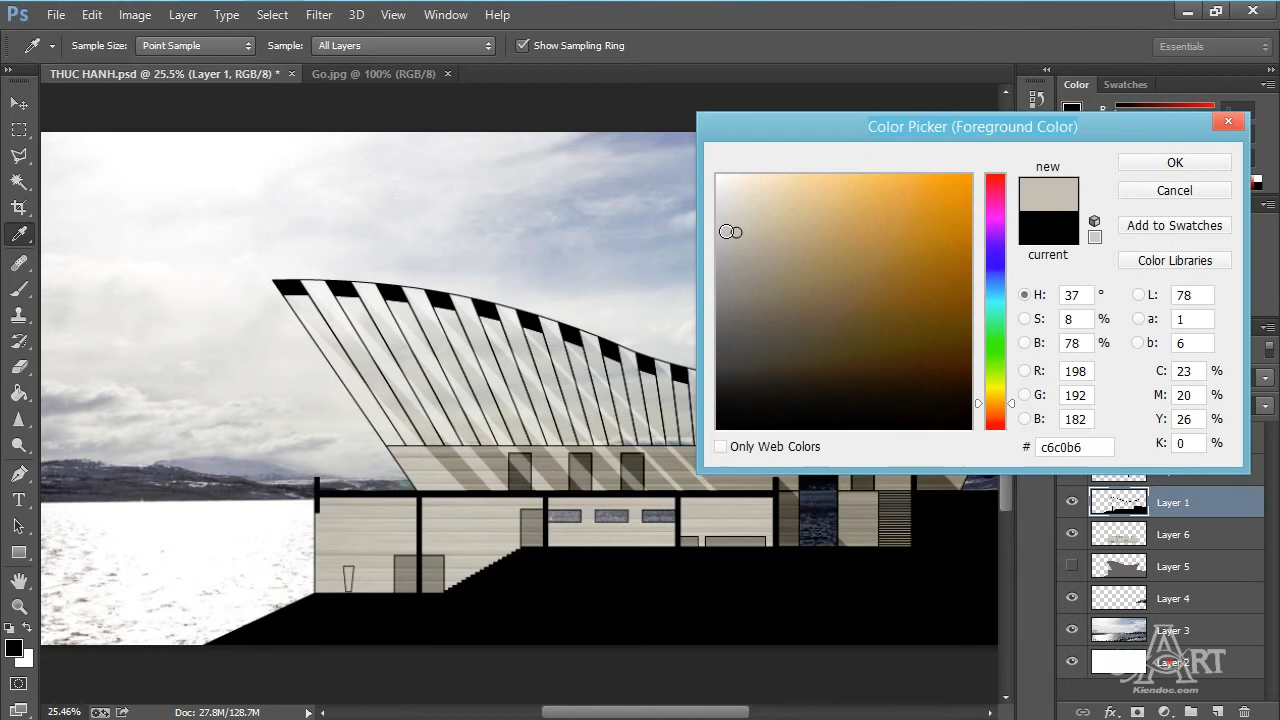 Ps File Edit Image Layer Type Select Filter 3D View Window Help
Sample Size: Point Sample Sample: All Layers Show Sampling Ring Essentials
THUC HANH.psd @ 25.5% (Layer 1, RGB/8) * × Go.jpg @ 100% (RGB/8) ×
Color Swatches
R
Color Picker (Foreground Color)
new
OK
Cancel
Add to Swatches
current
Color Libraries
H: 37 ° L: 78
S: 8 % a: 1
B: 78 % b: 6
R: 198 C: 23 %
G: 192 M: 20 %
B: 182 Y: 26 %
Only Web Colors # c6c0b6 K: 0 %
Layer 1
Layer 6
Layer 5
Layer 4
Layer 3
Layer 2
ART
Kiendoc.com
25.46% Doc: 27.8M/128.7M
fx